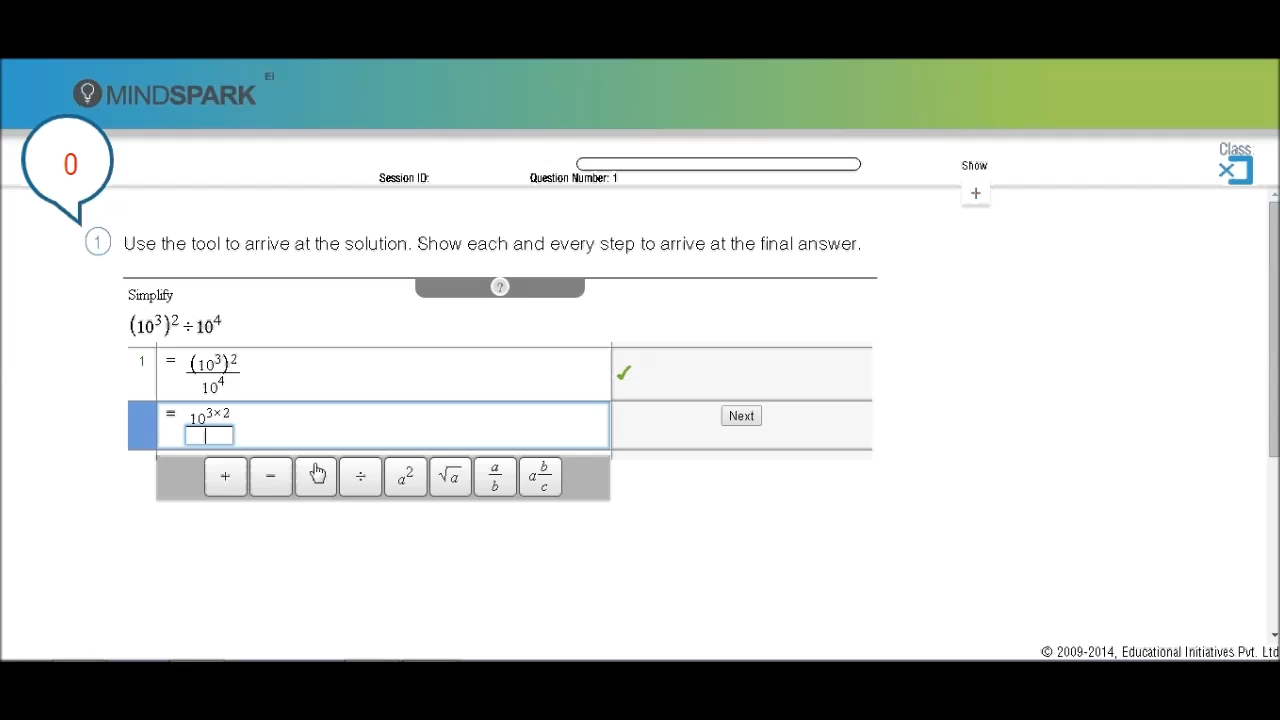 EI
MINDSPARK
0
Class
Show
Session ID:
Question Number: 1
+
1
Use the tool to arrive at the solution. Show each and every step to arrive at the final answer.
?
Simplify
(10³)² ÷ 10⁴
1 = (10³)² / 10⁴ ✓
= 10³ˣ² Next
+ − ÷ a² √a a/b a b/c
© 2009-2014, Educational Initiatives Pvt. Ltd